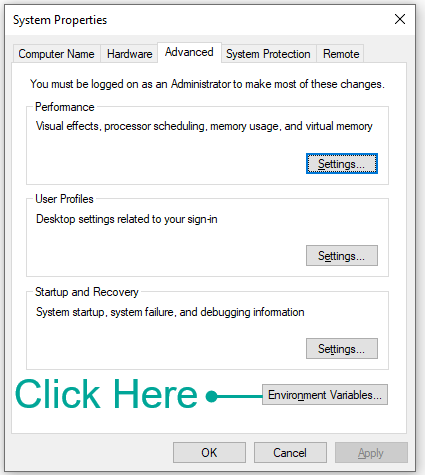 System Properties
Computer Name Hardware Advanced System Protection Remote
You must be logged on as an Administrator to make most of these changes.
Performance
Visual effects, processor scheduling, memory usage, and virtual memory
Settings...
User Profiles
Desktop settings related to your sign-in
Settings...
Startup and Recovery
System startup, system failure, and debugging information
Settings...
Click Here Environment Variables...
OK Cancel Apply